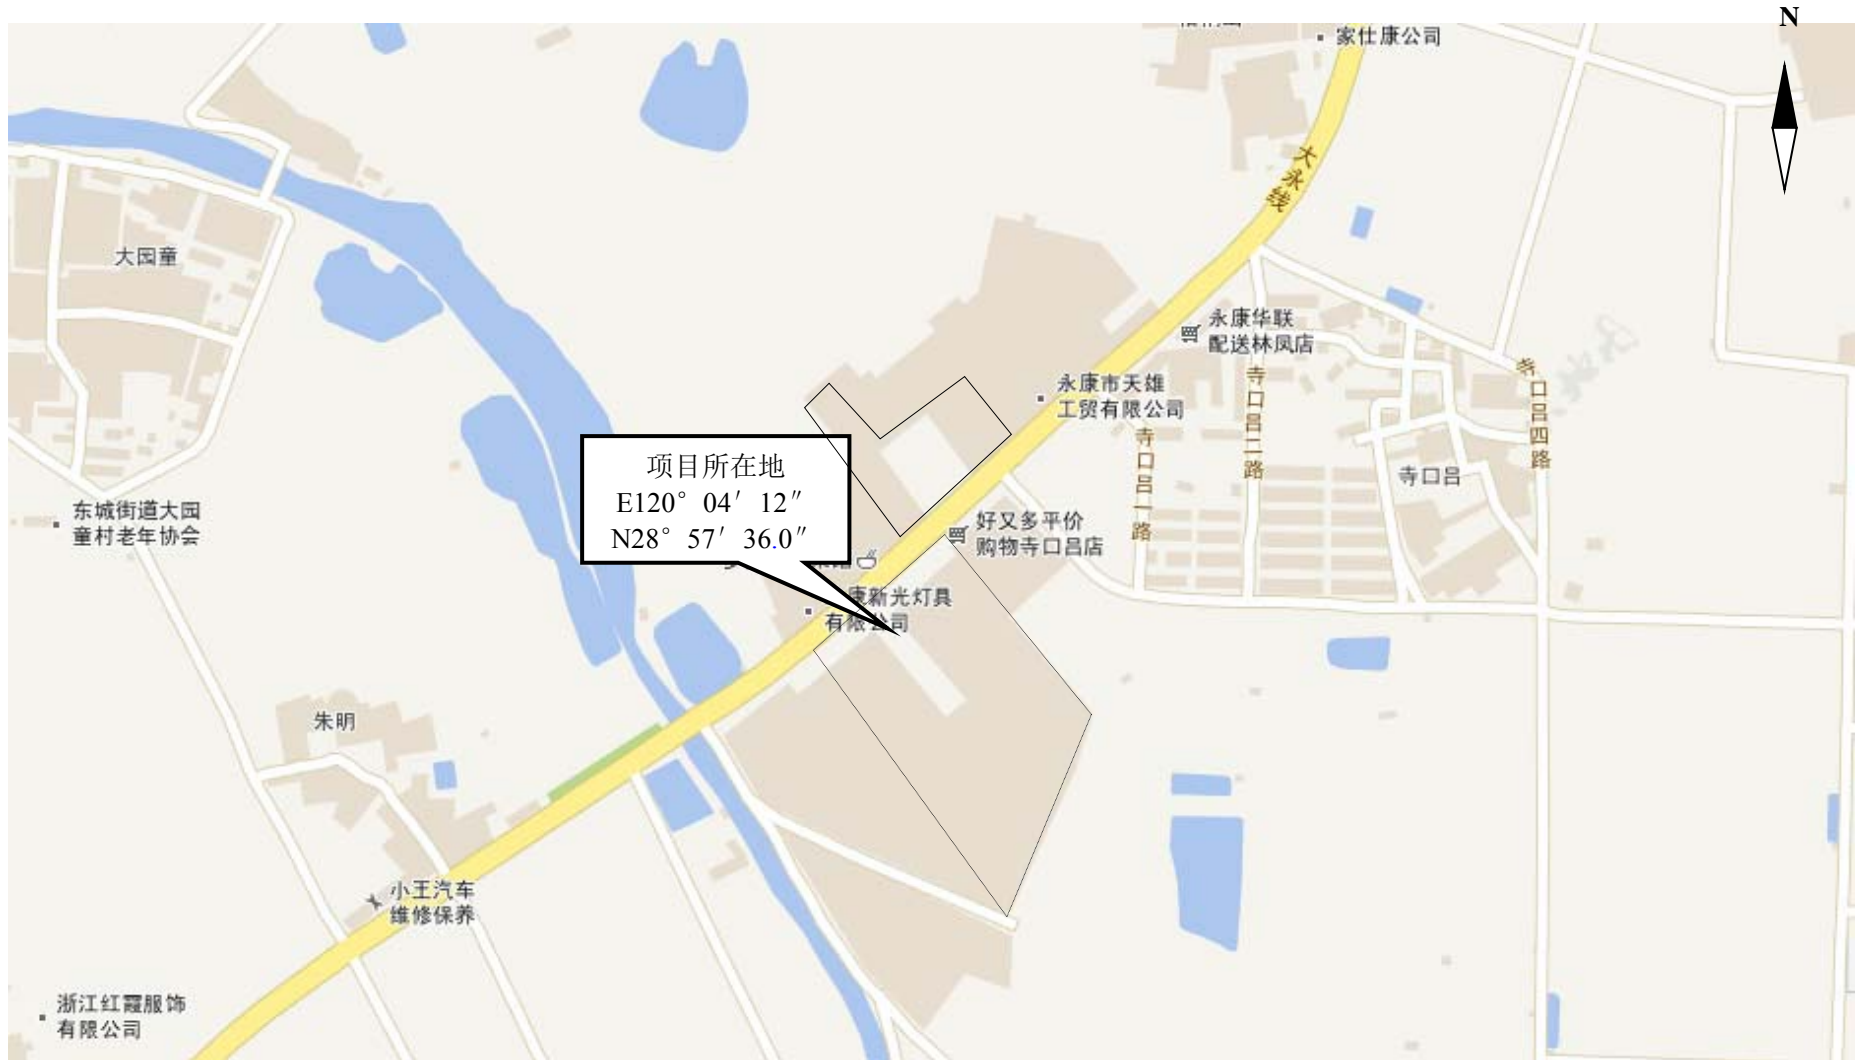 N
家仕康公司
大永线
大园童
永康华联
配送林凤店
寺口吕四路
寺口吕二路
永康市天雄
工贸有限公司
寺口吕一路
寺口吕
项目所在地
E120° 04′ 12″
N28° 57′ 36.0″
东城街道大园
童村老年协会
好又多平价
购物寺口吕店
康新光灯具
有限公司
朱明
小王汽车
维修保养
浙江红霞服饰
有限公司